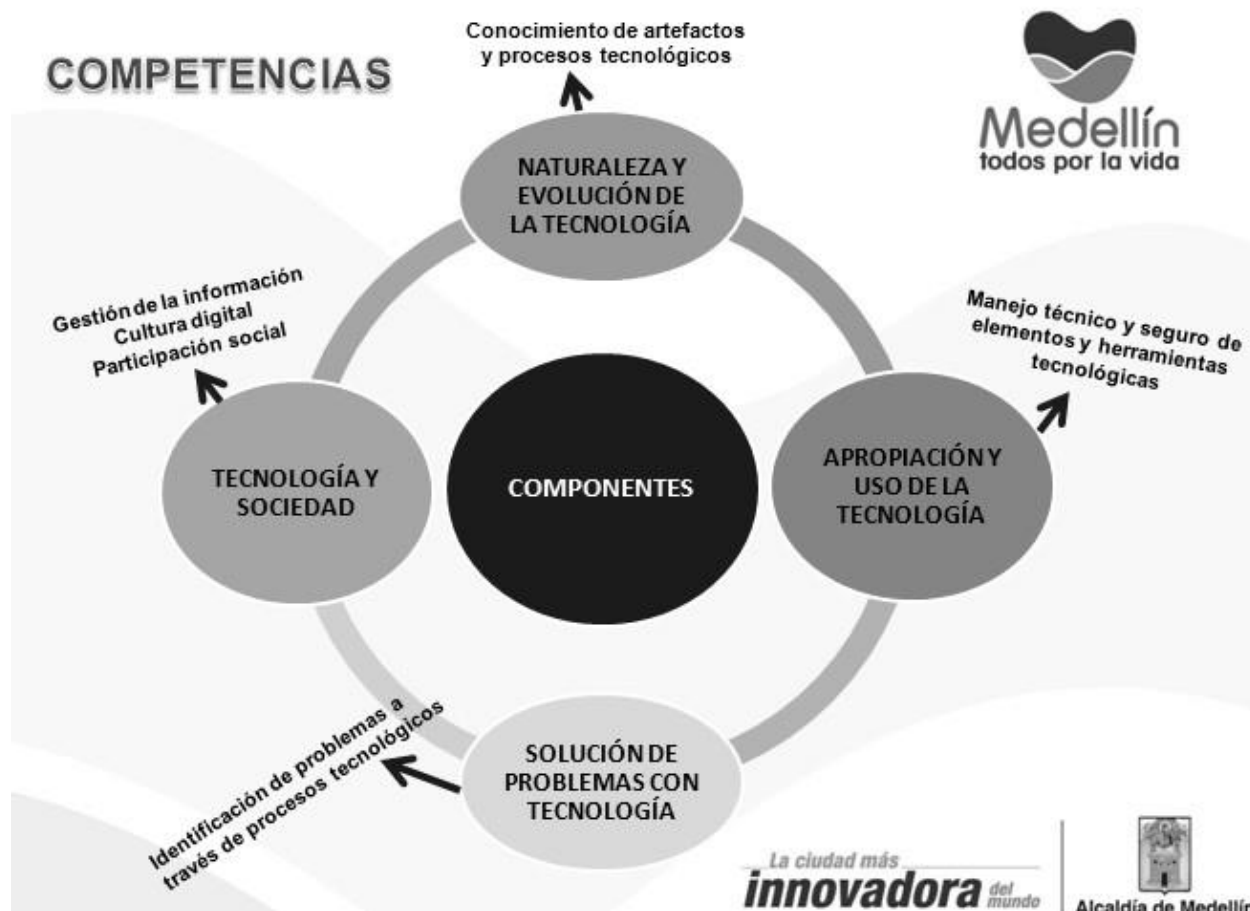 COMPETENCIAS
Conocimiento de artefactos
y procesos tecnológicos
Medellín
todos por la vida
NATURALEZA Y
EVOLUCIÓN DE
LA TECNOLOGÍA
Gestión de la información
Cultura digital
Participación social
Manejo técnico y seguro de
elementos y herramientas
tecnológicas
TECNOLOGÍA Y
SOCIEDAD
COMPONENTES
APROPIACIÓN Y
USO DE LA
TECNOLOGÍA
Identificación de problemas a
través de procesos tecnológicos
SOLUCIÓN DE
PROBLEMAS CON
TECNOLOGÍA
La ciudad más
innovadora del
mundo
Alcaldía de Medellín